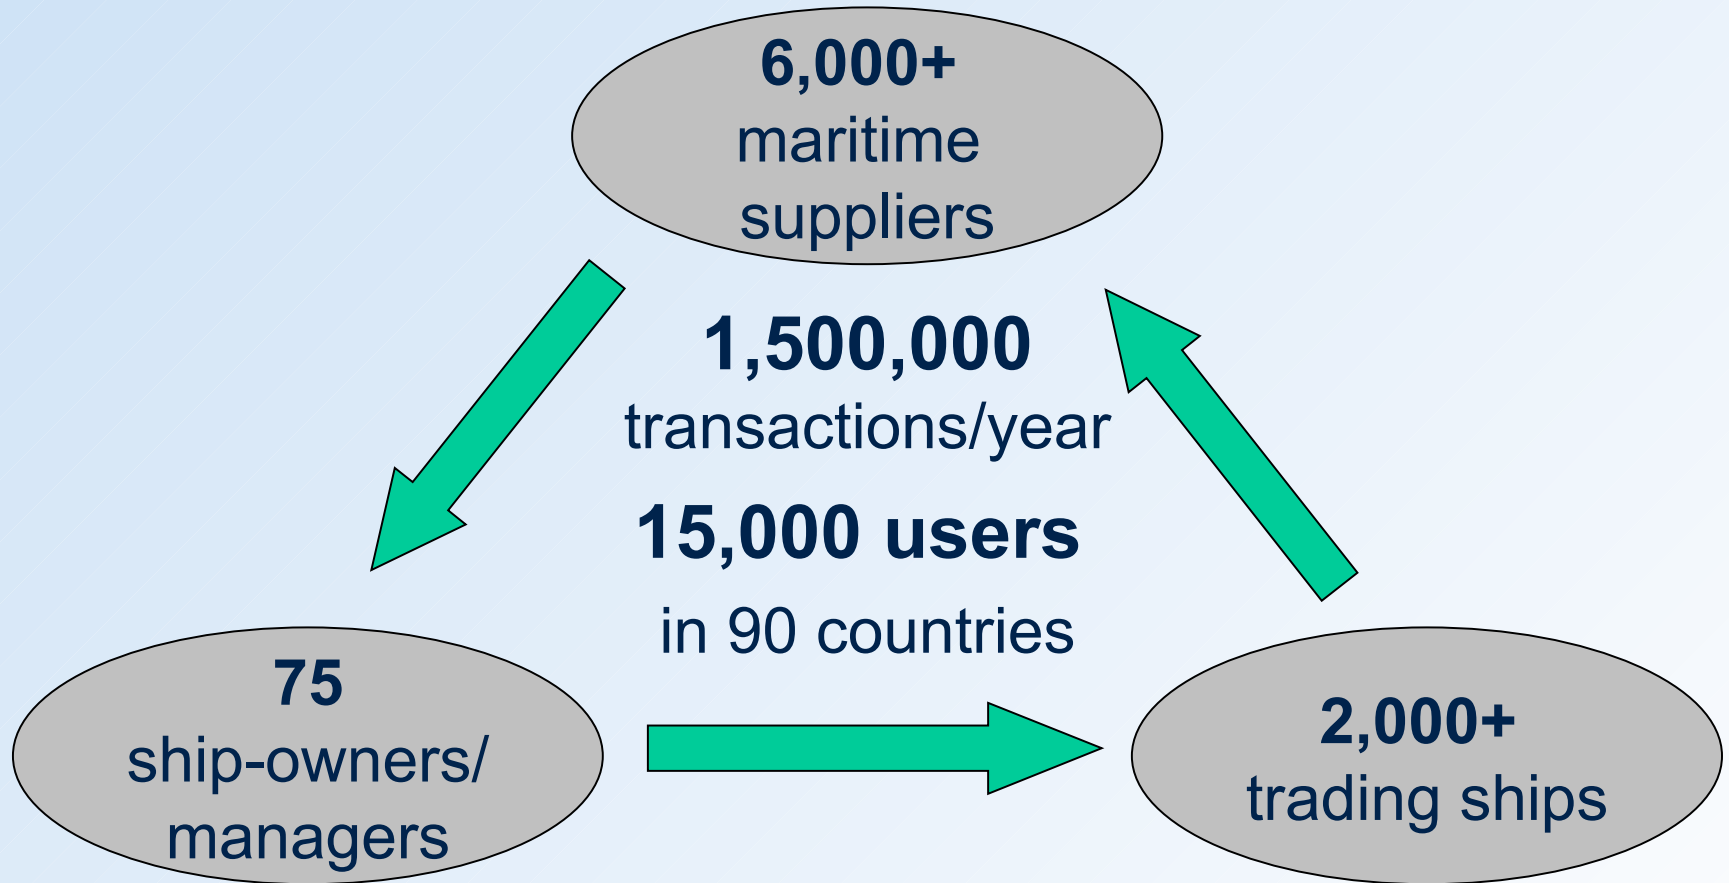 6,000+
maritime
suppliers
1,500,000
transactions/year
15,000 users
in 90 countries
75
ship-owners/
managers
2,000+
trading ships